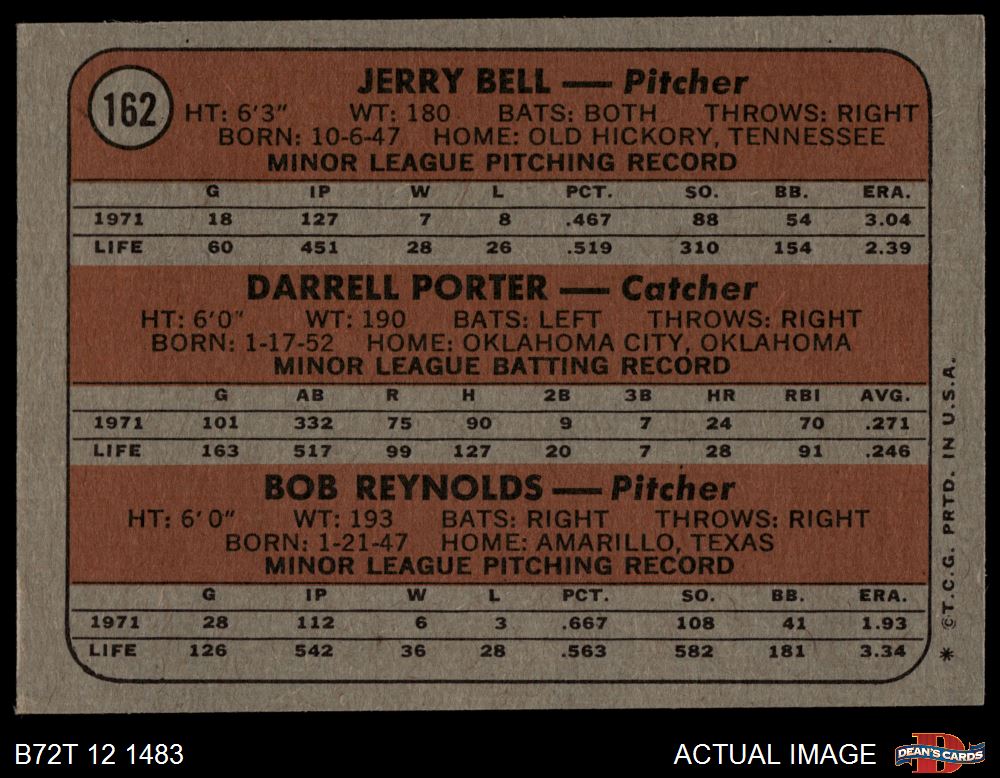 162
JERRY BELL — Pitcher
HT: 6'3" WT: 180 BATS: BOTH THROWS: RIGHT
BORN: 10-6-47 HOME: OLD HICKORY, TENNESSEE
MINOR LEAGUE PITCHING RECORD
G IP W L PCT. SO. BB. ERA.
1971 18 127 7 8 .467 88 54 3.04
LIFE 60 451 28 26 .519 310 154 2.39
DARRELL PORTER — Catcher
HT: 6'0" WT: 190 BATS: LEFT THROWS: RIGHT
BORN: 1-17-52 HOME: OKLAHOMA CITY, OKLAHOMA
MINOR LEAGUE BATTING RECORD
G AB R H 2B 3B HR RBI AVG.
1971 101 332 75 90 9 7 24 70 .271
LIFE 163 517 99 127 20 7 28 91 .246
BOB REYNOLDS — Pitcher
HT: 6'0" WT: 193 BATS: RIGHT THROWS: RIGHT
BORN: 1-21-47 HOME: AMARILLO, TEXAS
MINOR LEAGUE PITCHING RECORD
G IP W L PCT. SO. BB. ERA.
1971 28 112 6 3 .667 108 41 1.93
LIFE 126 542 36 28 .563 582 181 3.34
* ©T.C.G. PRTD. IN U.S.A.
B72T 12 1483
ACTUAL IMAGE
DEAN'S CARDS